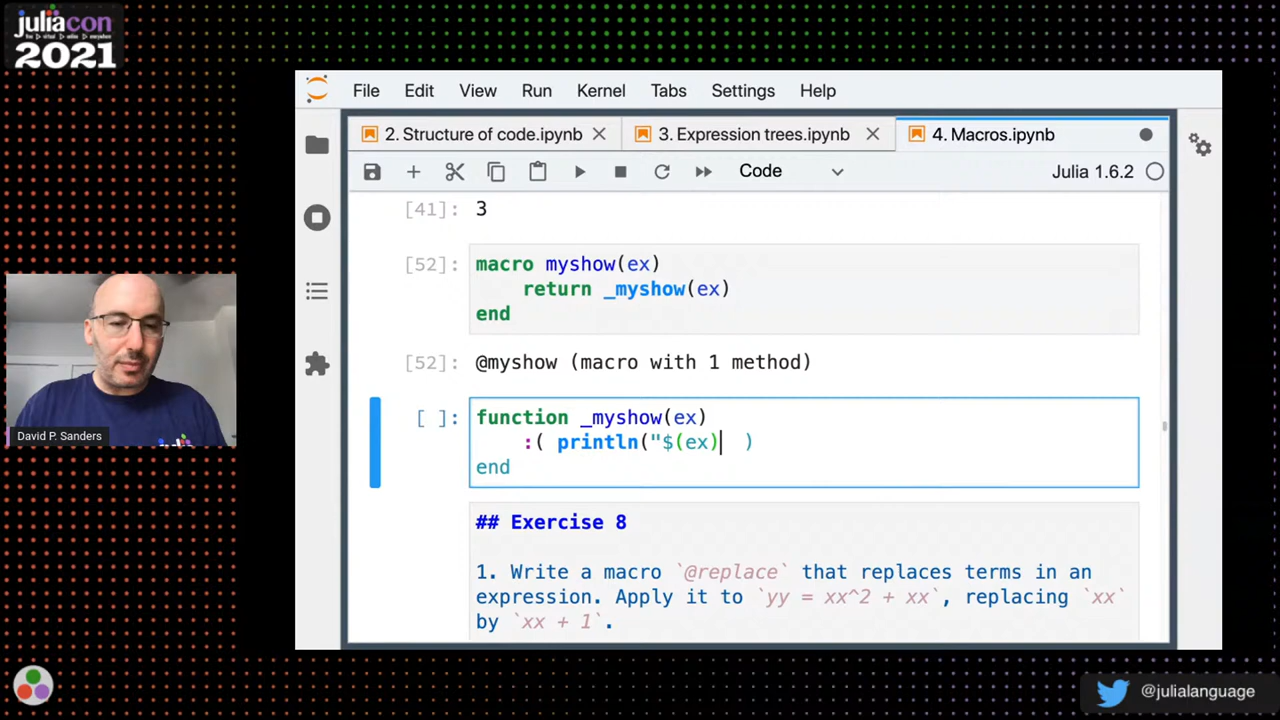 juliacon
2021
File Edit View Run Kernel Tabs Settings Help
2. Structure of code.ipynb
3. Expression trees.ipynb
4. Macros.ipynb
Code
Julia 1.6.2
[41]: 3
[52]: macro myshow(ex)
return _myshow(ex)
end
[52]: @myshow (macro with 1 method)
[ ]: function _myshow(ex)
:( println("$(ex) )
end
## Exercise 8
1. Write a macro `@replace` that replaces terms in an
expression. Apply it to `yy = xx^2 + xx`, replacing `xx`
by `xx + 1`.
David P. Sanders
@julialanguage